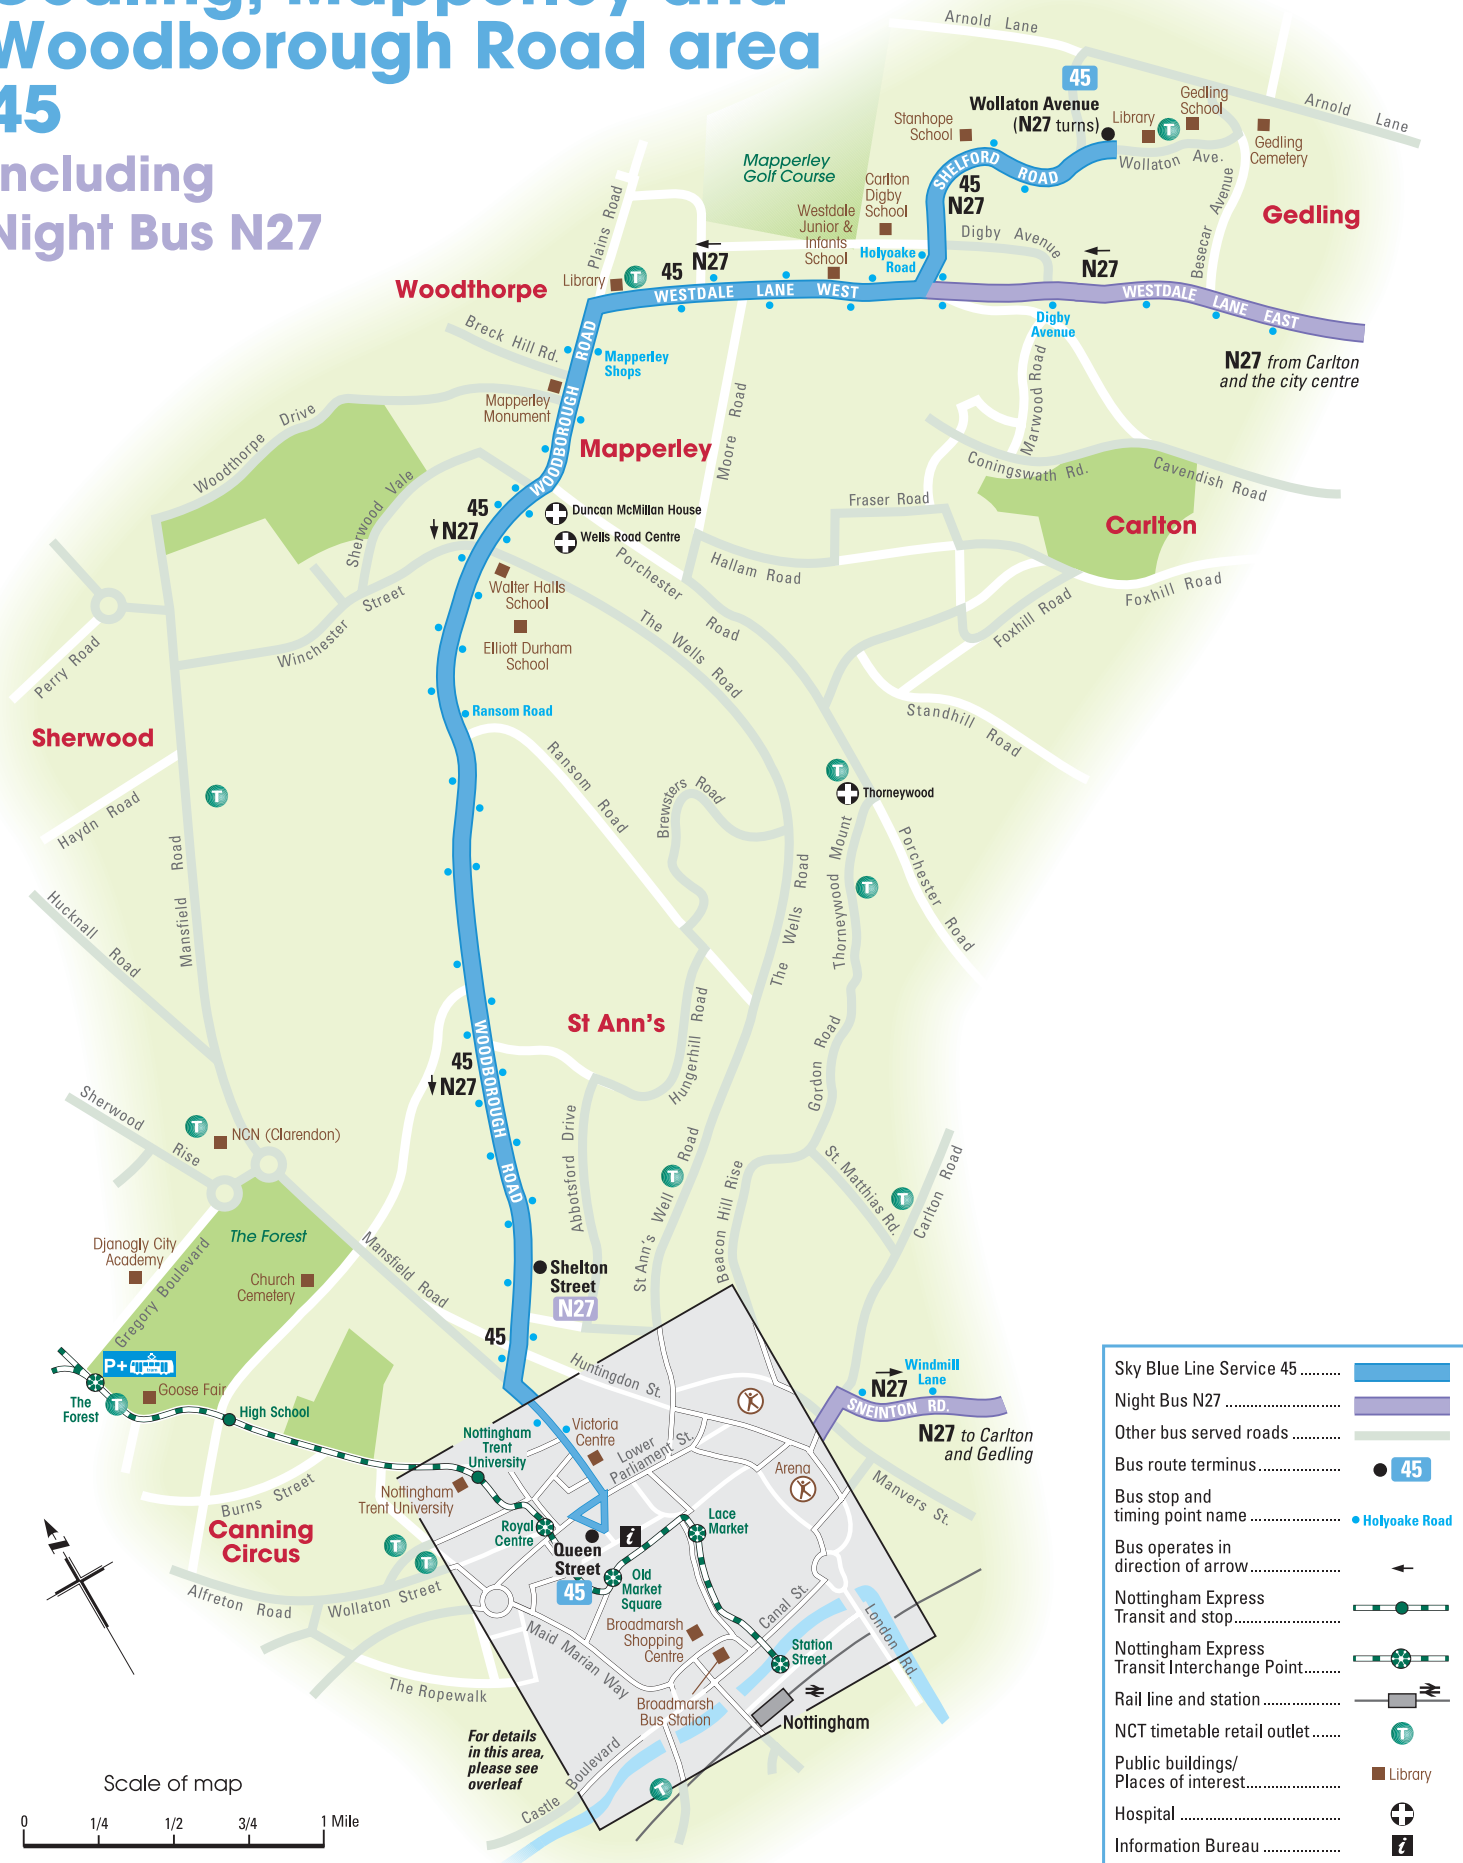 Gedling, Mapperley and
Woodborough Road area
45
including
Night Bus N27
Arnold Lane
45
Wollaton Avenue
(N27 turns)
Library
Gedling
School
Arnold Lane
Stanhope
School
Gedling
Cemetery
Wollaton Ave.
Mapperley
Golf Course
Carlton
Digby
School
SHELFORD ROAD
45
N27
Besecar Avenue
Gedling
Plains Road
Westdale
Junior &
Infants
School
Holyoake
Road
Digby Avenue
N27
Woodthorpe
Library
45 N27
WESTDALE LANE WEST
WESTDALE LANE EAST
Digby
Avenue
Breck Hill Rd.
Mapperley
Shops
N27 from Carlton
and the city centre
Mapperley
Monument
WOODBOROUGH ROAD
Moore Road
Marwood Road
Woodthorpe Drive
Mapperley
Coningswath Rd.
Cavendish Road
Sherwood Vale
45
N27
Duncan McMillan House
Wells Road Centre
Fraser Road
Carlton
Porchester Road
Hallam Road
Foxhill Road
Foxhill Road
Walter Halls
School
Winchester Street
Elliott Durham
School
The Wells Road
Perry Road
Ransom Road
Standhill Road
Sherwood
Ransom Road
Brewsters Road
Thorneywood
Haydn Road
Mansfield Road
Thorneywood Mount
Porchester Road
Hucknall Road
The Wells Road
St Ann's
Hungerhill Road
Gordon Road
45
N27
WOODBOROUGH ROAD
Sherwood Rise
NCN (Clarendon)
Abbotsford Drive
St Ann's Well Road
Beacon Hill Rise
St. Matthias Rd.
Carlton Road
Djanogly City
Academy
The Forest
Gregory Boulevard
Church
Cemetery
Mansfield Road
Shelton
Street
N27
45
P+
The
Forest
Goose Fair
High School
Huntingdon St.
N27
Windmill
Lane
SNEINTON RD.
N27 to Carlton
and Gedling
Nottingham
Trent
University
Victoria
Centre
Lower
Parliament St.
Arena
Manvers St.
Burns Street
Nottingham
Trent University
Canning
Circus
Royal
Centre
Queen
Street
45
i
Lace
Market
Old
Market
Square
Alfreton Road
Wollaton Street
Broadmarsh
Shopping
Centre
Canal St.
London Rd.
Maid Marian Way
Station
Street
The Ropewalk
Broadmarsh
Bus Station
Nottingham
For details
in this area,
please see
overleaf
Castle Boulevard
Scale of map
0 1/4 1/2 3/4 1 Mile
Sky Blue Line Service 45
Night Bus N27
Other bus served roads
Bus route terminus 45
Bus stop and
timing point name Holyoake Road
Bus operates in
direction of arrow
Nottingham Express
Transit and stop
Nottingham Express
Transit Interchange Point
Rail line and station
NCT timetable retail outlet T
Public buildings/
Places of interest Library
Hospital
Information Bureau i